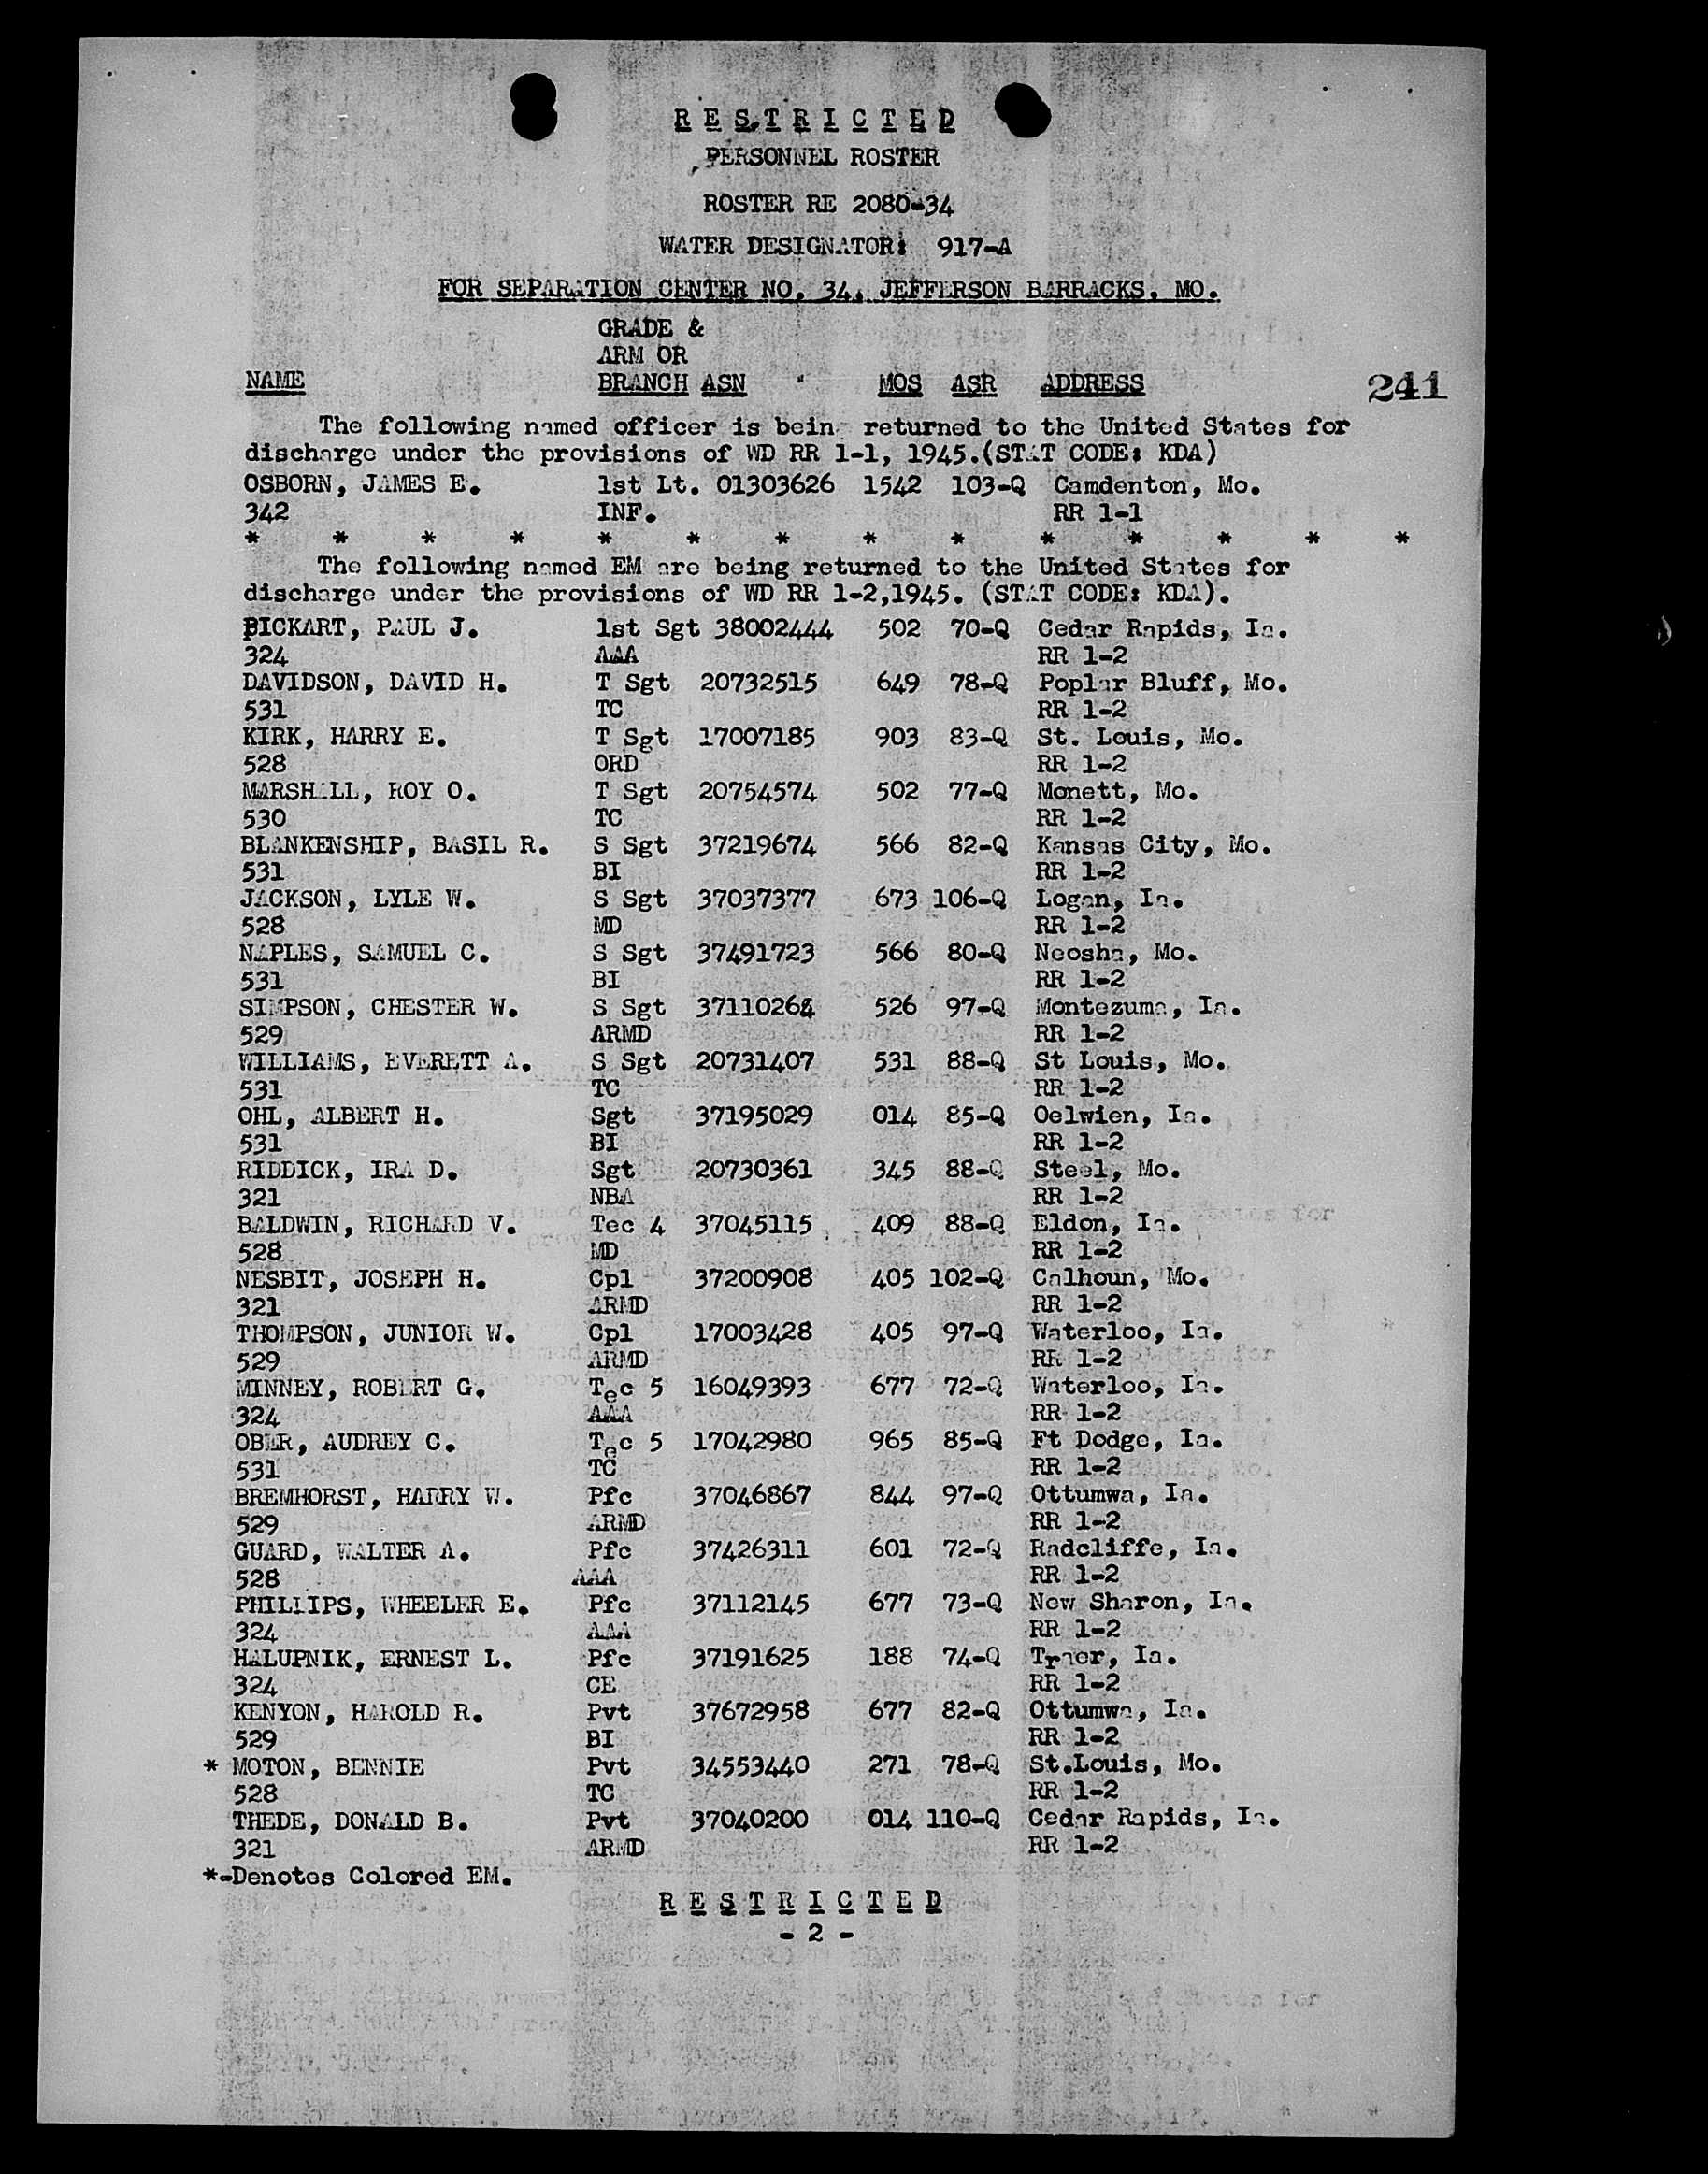 R E S T R I C T E D
PERSONNEL ROSTER
ROSTER RE 2080-34
WATER DESIGNATOR: 917-A
FOR SEPARATION CENTER NO. 34, JEFFERSON BARRACKS, MO.
GRADE &
ARM OR
NAME BRANCH ASN MOS ASR ADDRESS 241
The following named officer is bein returned to the United States for
discharge under the provisions of WD RR 1-1, 1945.(STAT CODE: KDA)
OSBORN, JAMES E. 1st Lt. 01303626 1542 103-Q Camdenton, Mo.
342 INF. RR 1-1
* * * * * * * * * * * * * *
The following named EM are being returned to the United States for
discharge under the provisions of WD RR 1-2,1945. (STAT CODE: KDA).
BICKART, PAUL J. 1st Sgt 38002444 502 70-Q Cedar Rapids, Ia.
324 AAA RR 1-2
DAVIDSON, DAVID H. T Sgt 20732515 649 78-Q Poplar Bluff, Mo.
531 TC RR 1-2
KIRK, HARRY E. T Sgt 17007185 903 83-Q St. Louis, Mo.
528 ORD RR 1-2
MARSHALL, ROY O. T Sgt 20754574 502 77-Q Monett, Mo.
530 TC RR 1-2
BLANKENSHIP, BASIL R. S Sgt 37219674 566 82-Q Kansas City, Mo.
531 BI RR 1-2
JACKSON, LYLE W. S Sgt 37037377 673 106-Q Logan, Ia.
528 MD RR 1-2
NAPLES, SAMUEL C. S Sgt 37491723 566 80-Q Neosha, Mo.
531 BI RR 1-2
SIMPSON, CHESTER W. S Sgt 37110264 526 97-Q Montezuma, Ia.
529 ARMD RR 1-2
WILLIAMS, EVERETT A. S Sgt 20731407 531 88-Q St Louis, Mo.
531 TC RR 1-2
OHL, ALBERT H. Sgt 37195029 014 85-Q Oelwien, Ia.
531 BI RR 1-2
RIDDICK, IRA D. Sgt 20730361 345 88-Q Steel, Mo.
321 NBA RR 1-2
BALDWIN, RICHARD V. Tec 4 37045115 409 88-Q Eldon, Ia.
528 MD RR 1-2
NESBIT, JOSEPH H. Cpl 37200908 405 102-Q Calhoun, Mo.
321 ARMD RR 1-2
THOMPSON, JUNIOR W. Cpl 17003428 405 97-Q Waterloo, Ia.
529 ARMD RR 1-2
MINNEY, ROBERT G. Tec 5 16049393 677 72-Q Waterloo, Ia.
324 AAA RR 1-2
OBER, AUDREY C. Tec 5 17042980 965 85-Q Ft Dodge, Ia.
531 TC RR 1-2
BREMHORST, HARRY W. Pfc 37046867 844 97-Q Ottumwa, Ia.
529 ARMD RR 1-2
GUARD, WALTER A. Pfc 37426311 601 72-Q Radcliffe, Ia.
528 AAA RR 1-2
PHILLIPS, WHEELER E. Pfc 37112145 677 73-Q New Sharon, Ia.
324 AAA RR 1-2
HALUPNIK, ERNEST L. Pfc 37191625 188 74-Q Traer, Ia.
324 CE RR 1-2
KENYON, HAROLD R. Pvt 37672958 677 82-Q Ottumwa, Ia.
529 BI RR 1-2
* MOTON, BENNIE Pvt 34553440 271 78-Q St.Louis, Mo.
528 TC RR 1-2
THEDE, DONALD B. Pvt 37040200 014 110-Q Cedar Rapids, Ia.
321 ARMD RR 1-2
*-Denotes Colored EM.
R E S T R I C T E D
- 2 -